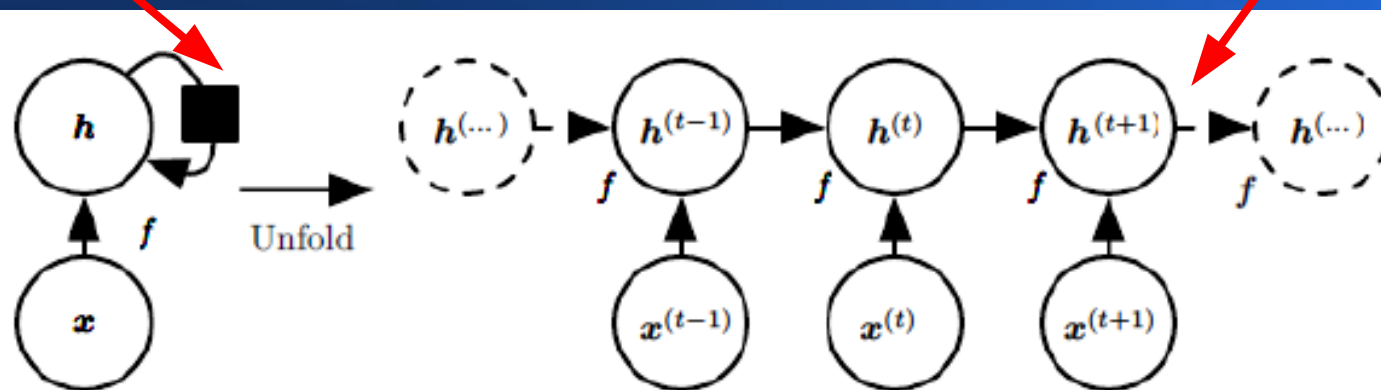 h h(...) h(t−1) h(t) h(t+1) h(...)
f f f f f
Unfold
x x(t−1) x(t) x(t+1)